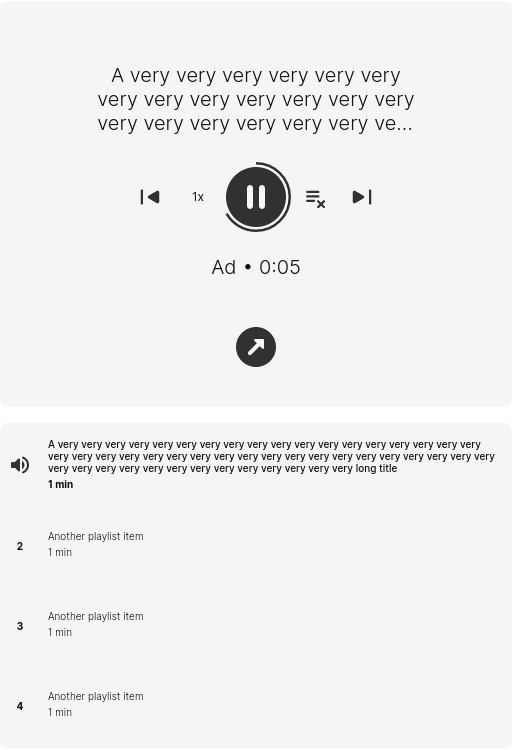 A very very very very very very
very very very very very very very
very very very very very very ve...
1x
Ad • 0:05
A very very very very very very very very very very very very very very very very very very
very very very very very very very very very very very very very very very very very very very
very very very very very very very very very very very very very long title
1 min
2
Another playlist item
1 min
3
Another playlist item
1 min
4
Another playlist item
1 min